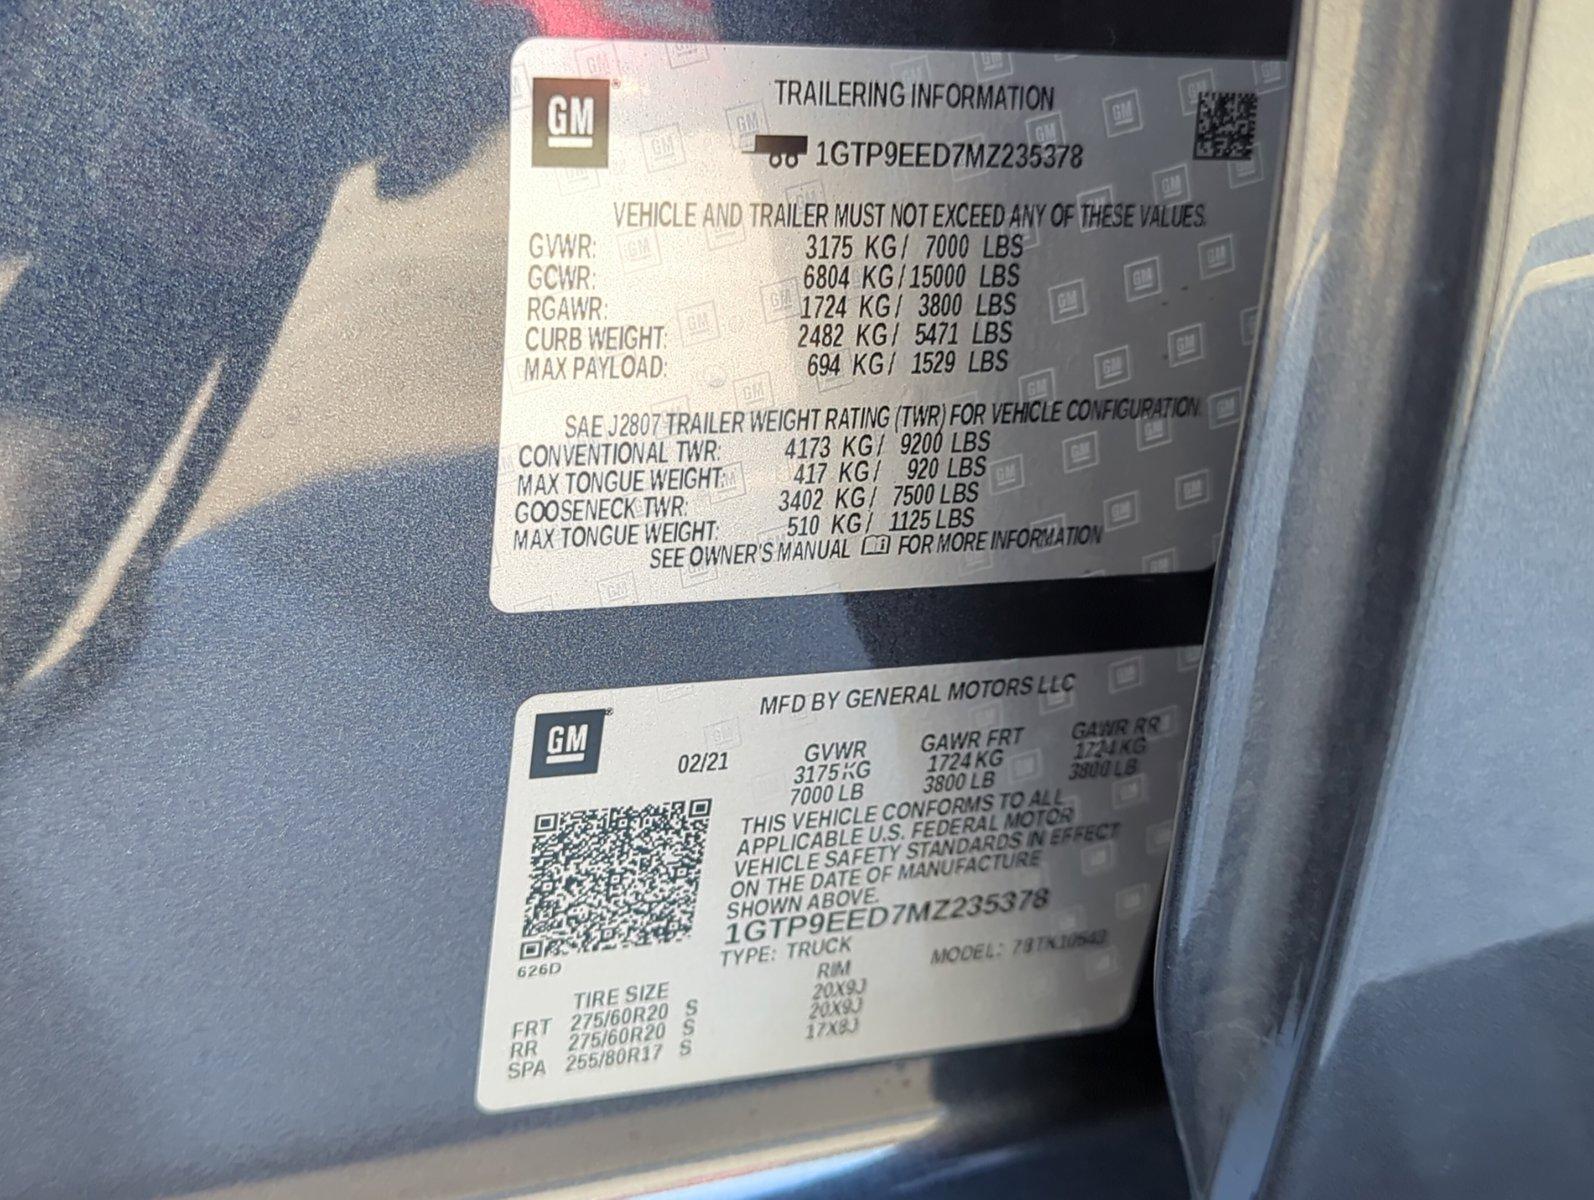 GM
TRAILERING INFORMATION
1GTP9EED7MZ235378
VEHICLE AND TRAILER MUST NOT EXCEED ANY OF THESE VALUES.
GVWR: 3175 KG/ 7000 LBS
GCWR: 6804 KG/15000 LBS
RGAWR: 1724 KG/ 3800 LBS
CURB WEIGHT: 2482 KG/ 5471 LBS
MAX PAYLOAD: 694 KG/ 1529 LBS
SAE J2807 TRAILER WEIGHT RATING (TWR) FOR VEHICLE CONFIGURATION.
CONVENTIONAL TWR: 4173 KG/ 9200 LBS
MAX TONGUE WEIGHT: 417 KG/ 920 LBS
GOOSENECK TWR: 3402 KG/ 7500 LBS
MAX TONGUE WEIGHT: 510 KG/ 1125 LBS
SEE OWNER'S MANUAL FOR MORE INFORMATION
GM
MFD BY GENERAL MOTORS LLC
02/21 GVWR GAWR FRT GAWR RR
3175KG 1724KG 1724KG
7000 LB 3800 LB 3800 LB
THIS VEHICLE CONFORMS TO ALL
APPLICABLE U.S. FEDERAL MOTOR
VEHICLE SAFETY STANDARDS IN EFFECT
ON THE DATE OF MANUFACTURE
SHOWN ABOVE.
1GTP9EED7MZ235378
TYPE: TRUCK MODEL:
626D
TIRE SIZE RIM
FRT 275/60R20 S 20X9J
RR 275/60R20 S 20X9J
SPA 255/80R17 S 17X8J